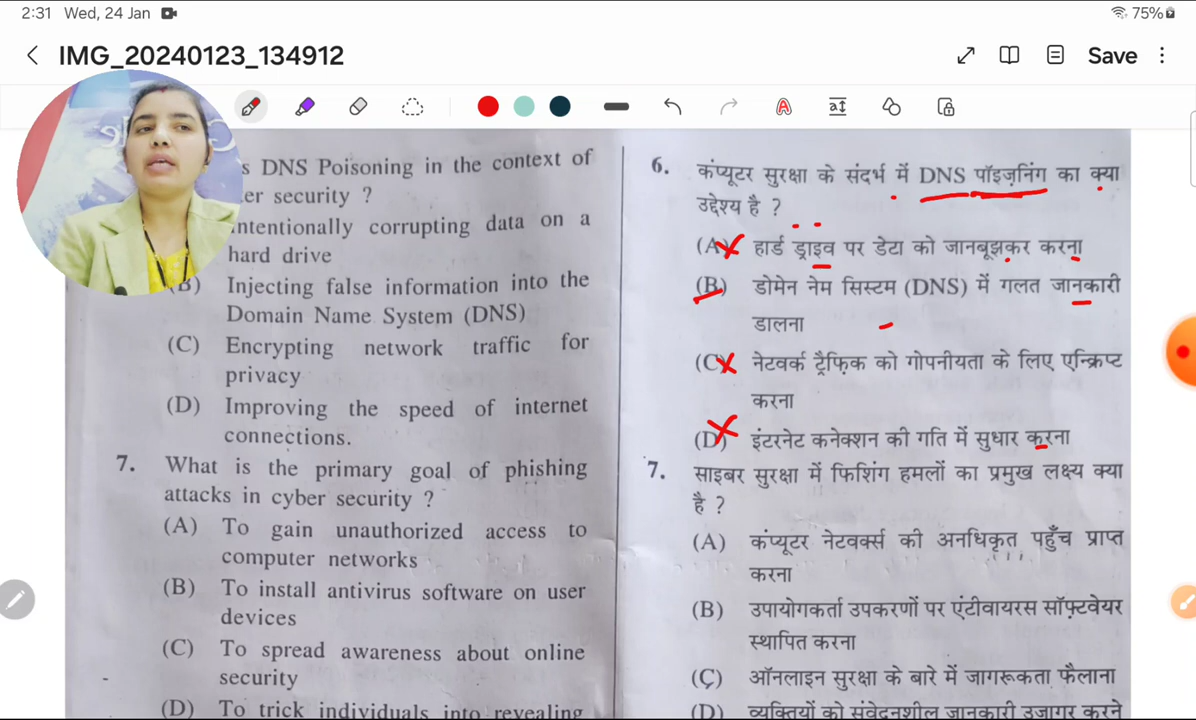 2:31 Wed, 24 Jan
75%
IMG_20240123_134912
Save
s DNS Poisoning in the context of
er security ?
ntentionally corrupting data on a
hard drive
(B) Injecting false information into the
Domain Name System (DNS)
(C) Encrypting network traffic for
privacy
(D) Improving the speed of internet
connections.
7. What is the primary goal of phishing
attacks in cyber security ?
(A) To gain unauthorized access to
computer networks
(B) To install antivirus software on user
devices
(C) To spread awareness about online
security
(D) To trick individuals into revealing
6. कंप्यूटर सुरक्षा के संदर्भ में DNS पॉइज़निंग का क्या
उद्देश्य है ?
(A) हार्ड ड्राइव पर डेटा को जानबूझकर करना
(B) डोमेन नेम सिस्टम (DNS) में गलत जानकारी
डालना
(C) नेटवर्क ट्रैफ़िक को गोपनीयता के लिए एन्क्रिप्ट
करना
(D) इंटरनेट कनेक्शन की गति में सुधार करना
7. साइबर सुरक्षा में फिशिंग हमलों का प्रमुख लक्ष्य क्या
है ?
(A) कंप्यूटर नेटवर्क्स की अनधिकृत पहुँच प्राप्त
करना
(B) उपायोगकर्ता उपकरणों पर एंटीवायरस सॉफ़्टवेयर
स्थापित करना
(C) ऑनलाइन सुरक्षा के बारे में जागरूकता फैलाना
(D) व्यक्तियों को संवेदनशील जानकारी उजागर करने